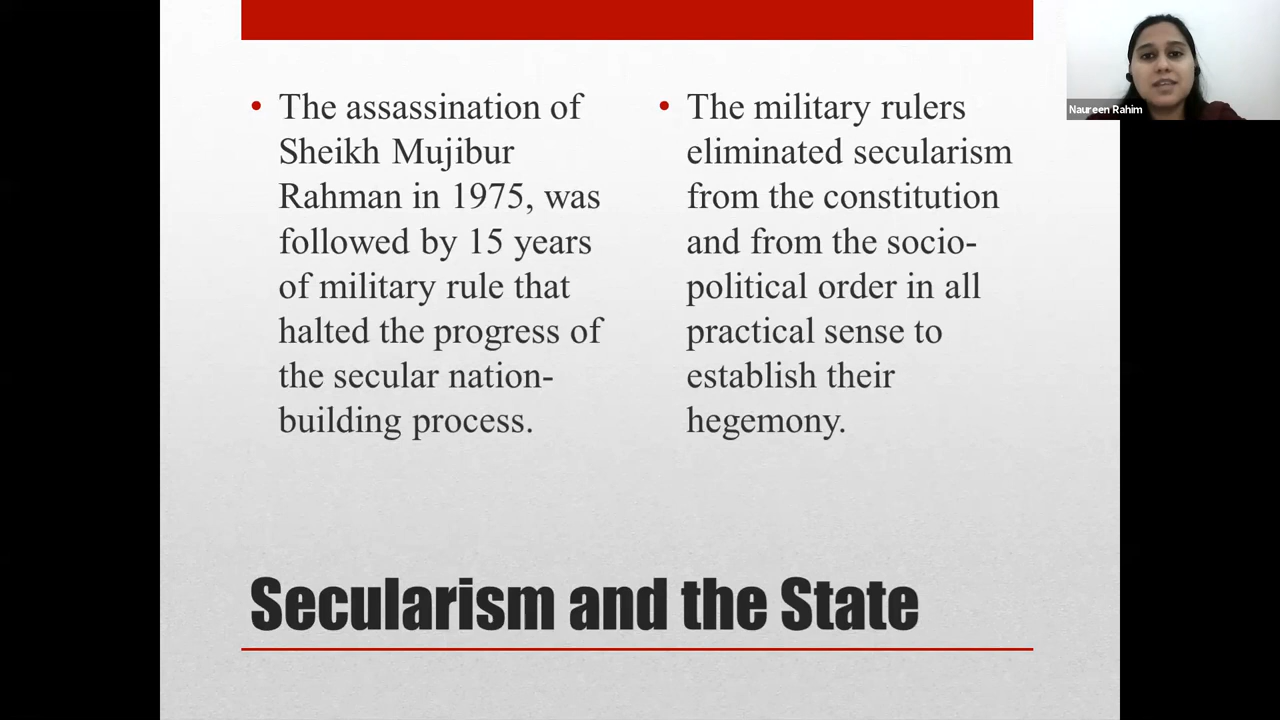 • The assassination of
Sheikh Mujibur
Rahman in 1975, was
followed by 15 years
of military rule that
halted the progress of
the secular nation-
building process.
• The military rulers
eliminated secularism
from the constitution
and from the socio-
political order in all
practical sense to
establish their
hegemony.
Secularism and the State
Naureen Rahim